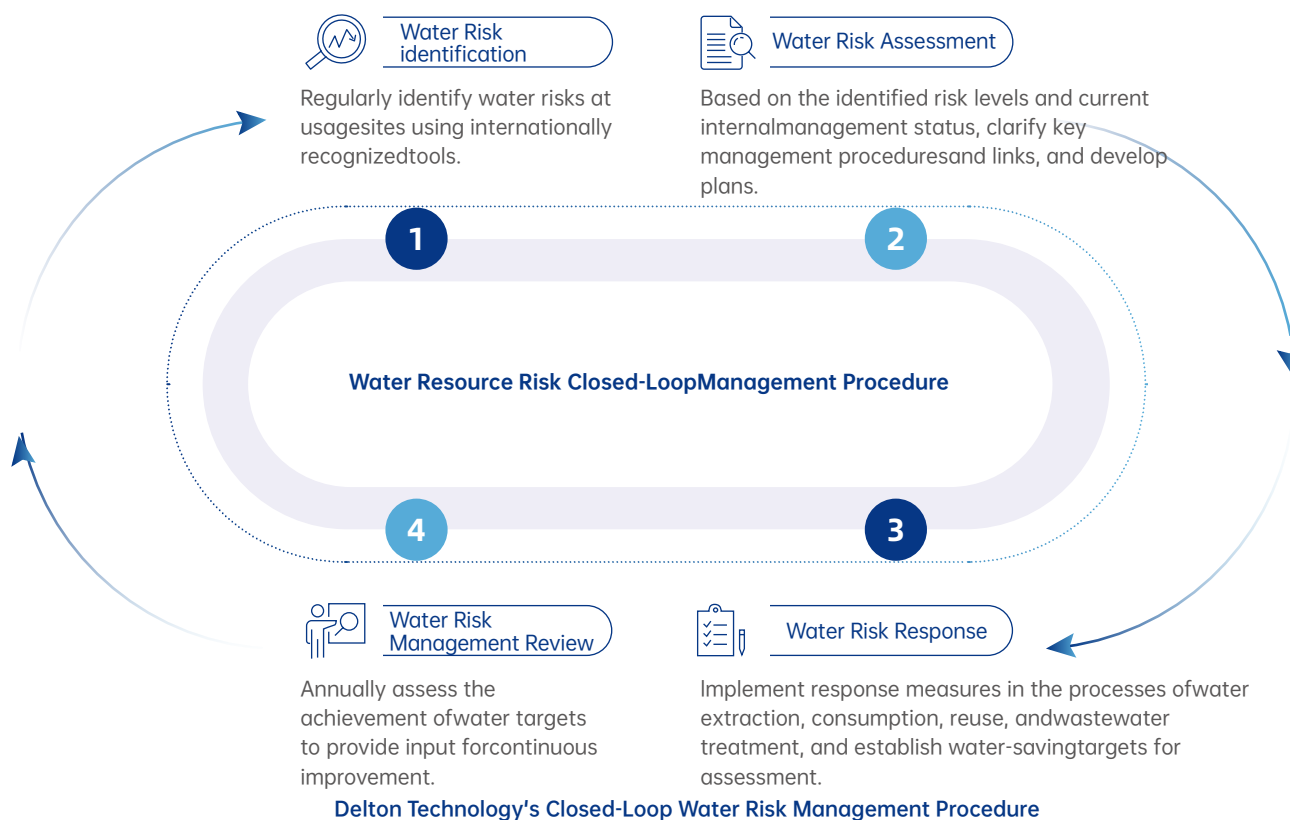 Water Risk
identification
Regularly identify water risks at
usagesites using internationally
recognizedtools.
Water Risk Assessment
Based on the identified risk levels and current
internalmanagement status, clarify key
management proceduresand links, and develop
plans.
1
2
Water Resource Risk Closed-LoopManagement Procedure
4
3
Water Risk
Management Review
Annually assess the
achievement ofwater targets
to provide input forcontinuous
improvement.
Water Risk Response
Implement response measures in the processes ofwater
extraction, consumption, reuse, andwastewater
treatment, and establish water-savingtargets for
assessment.
Delton Technology's Closed-Loop Water Risk Management Procedure